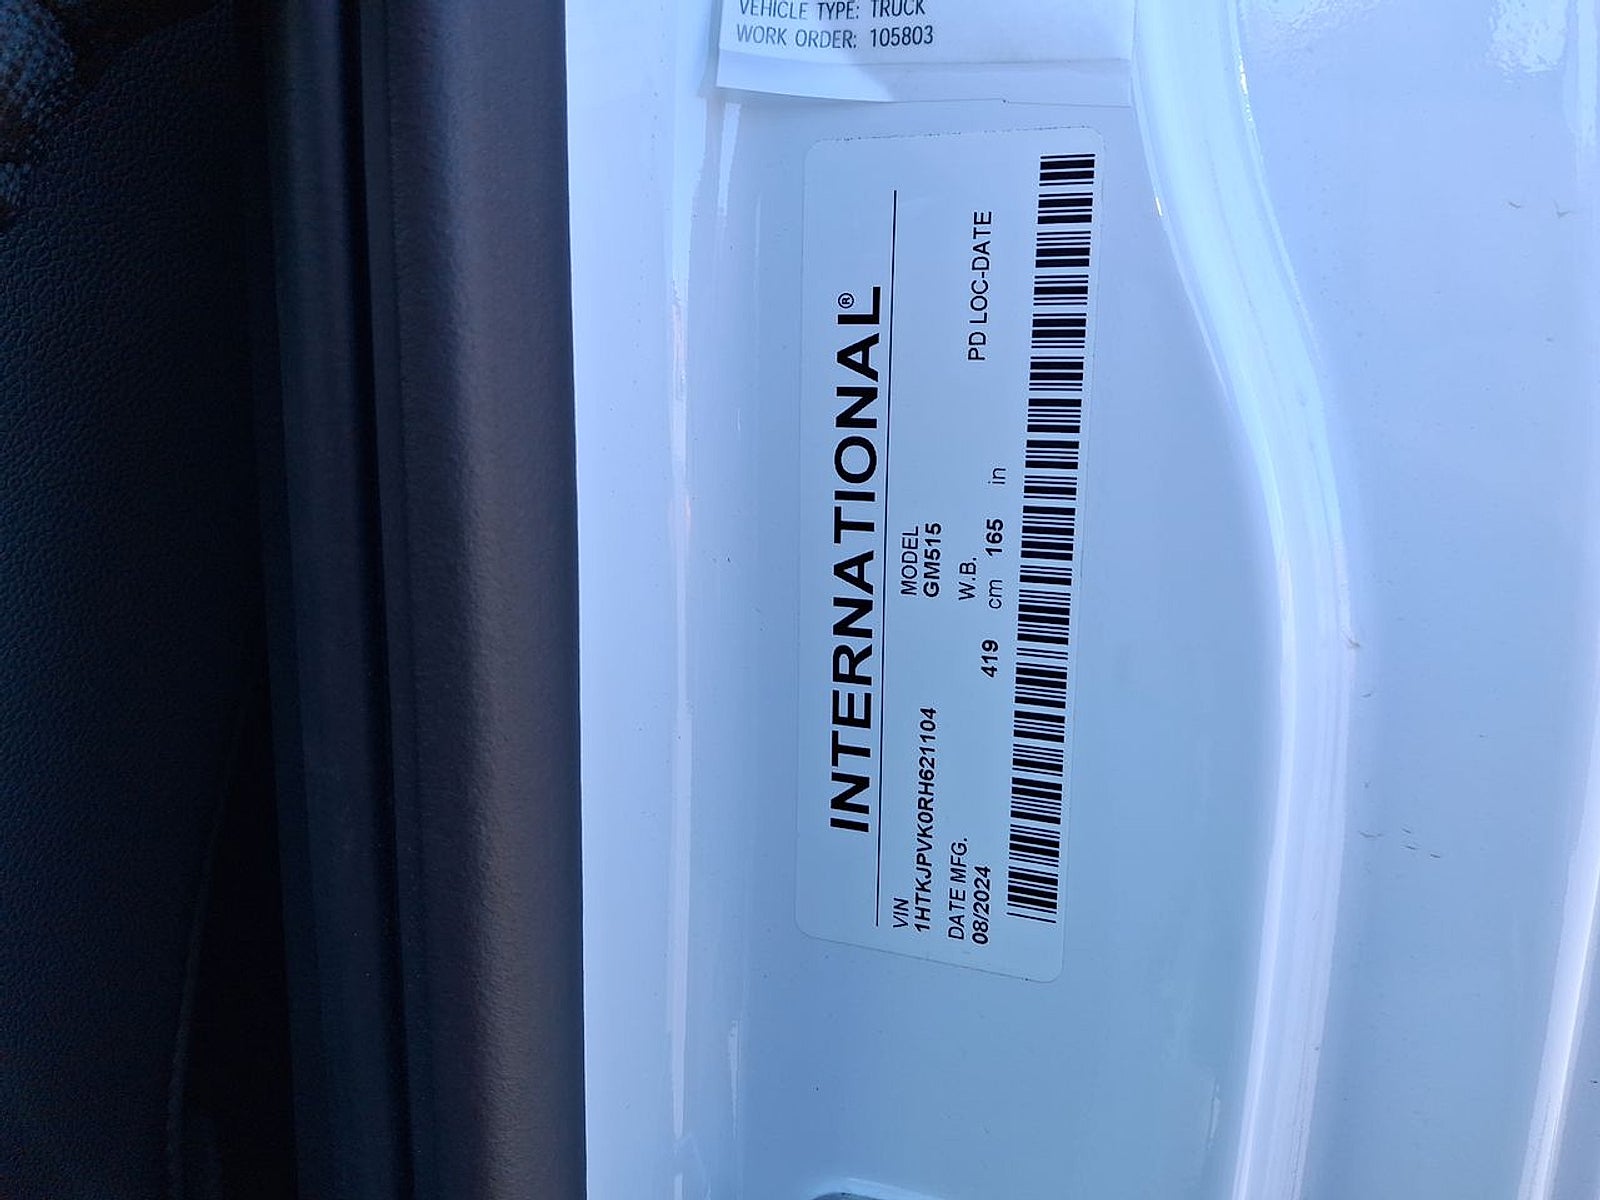 VEHICLE TYPE: TRUCK
WORK ORDER: 105803
INTERNATIONAL®
VIN
1HTKJPVK0RH621104
MODEL
GM515
DATE MFG.
08/2024
W.B.
419 cm 165 in
PD LOC-DATE